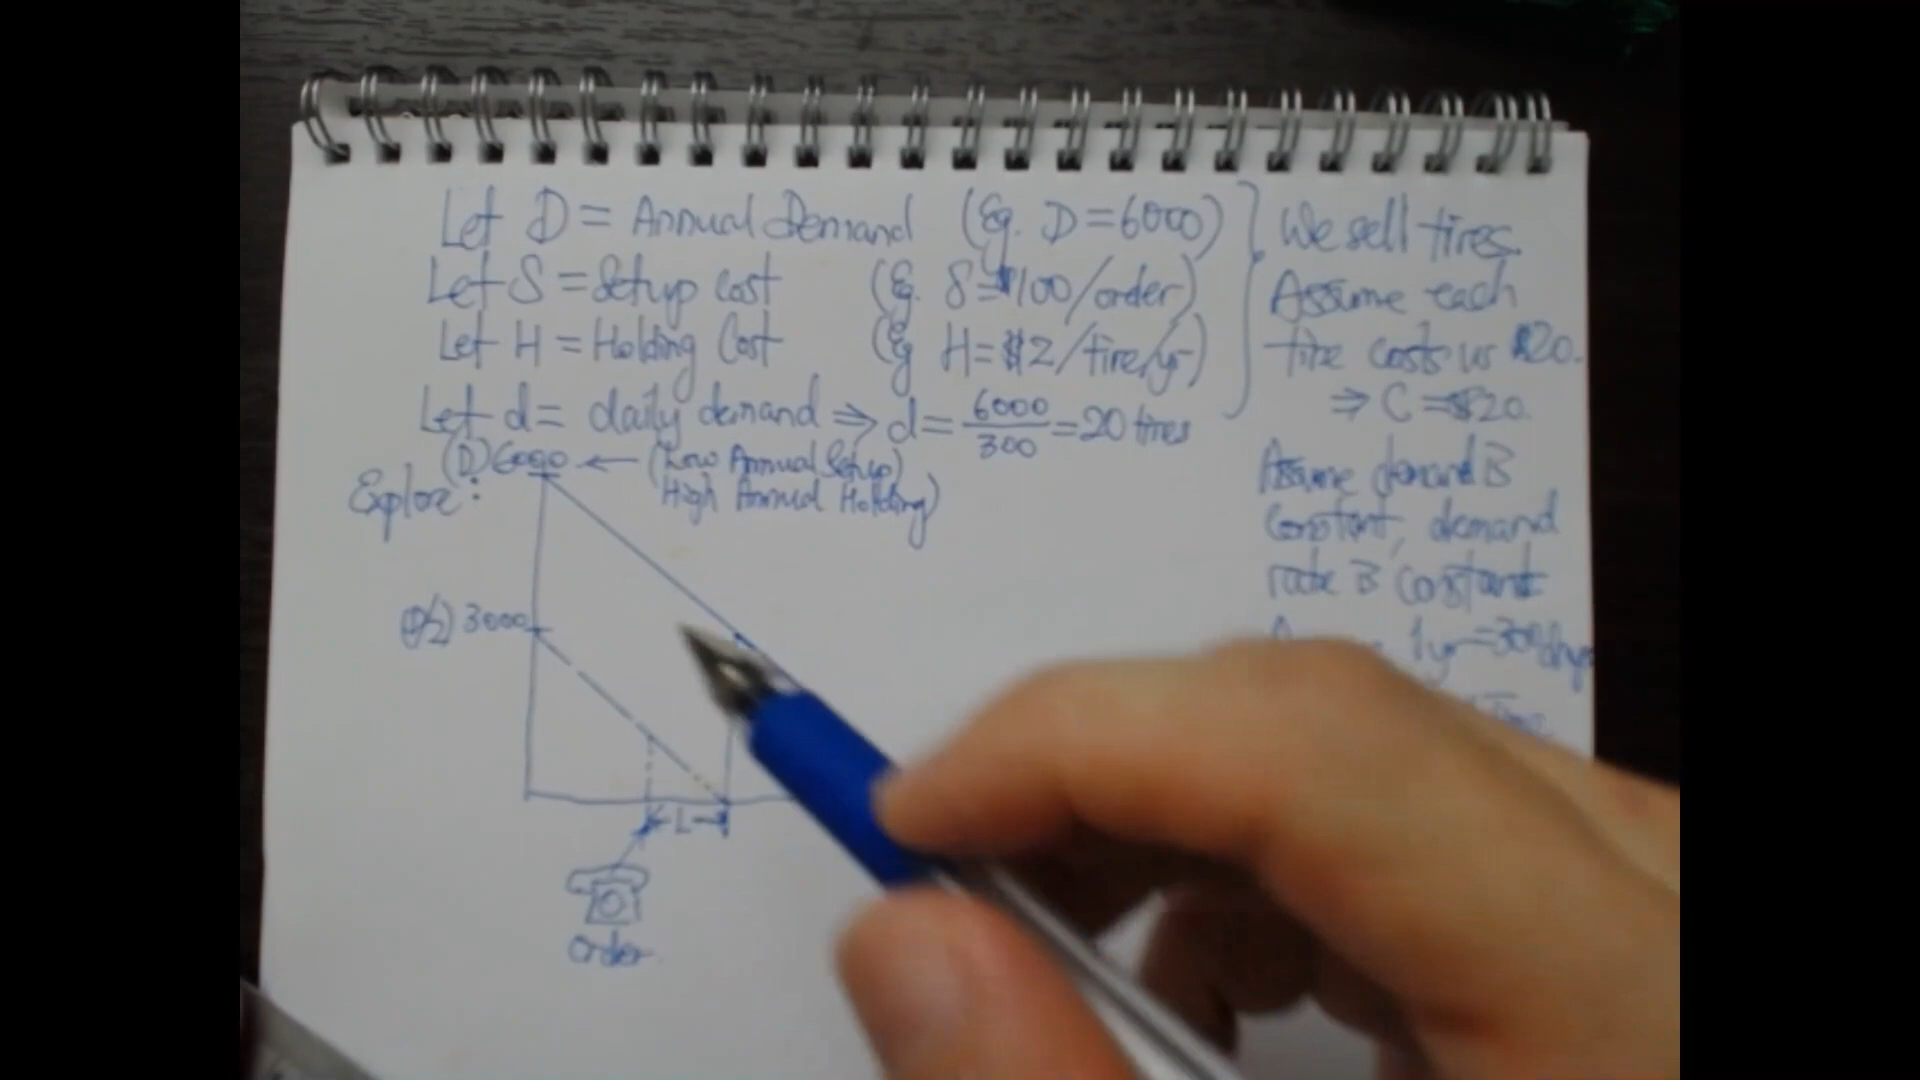 Let D = Annual Demand (Eg. D=6000)
Let S = Setup cost (Eg. S=$100/order)
Let H = Holding Cost (Eg H=$2/tire/yr)
Let d = daily demand ⇒ d = 6000/300 = 20 tires
We sell tires.
Assume each
tire costs us $20.
⇒ C = $20.
Assume demand is
constant, demand
rate is constant
1yr=300days
Explore:
(D) 6000 ← (Low Annual Setup)
High Annual Holding)
(D/2) 3000
L
Order